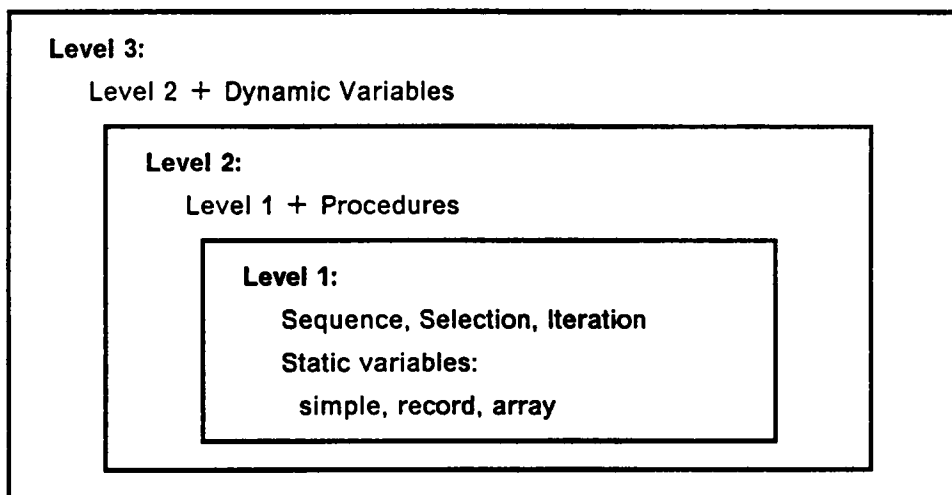 Level 3:
Level 2 + Dynamic Variables
Level 2:
Level 1 + Procedures
Level 1:
Sequence, Selection, Iteration
Static variables:
simple, record, array